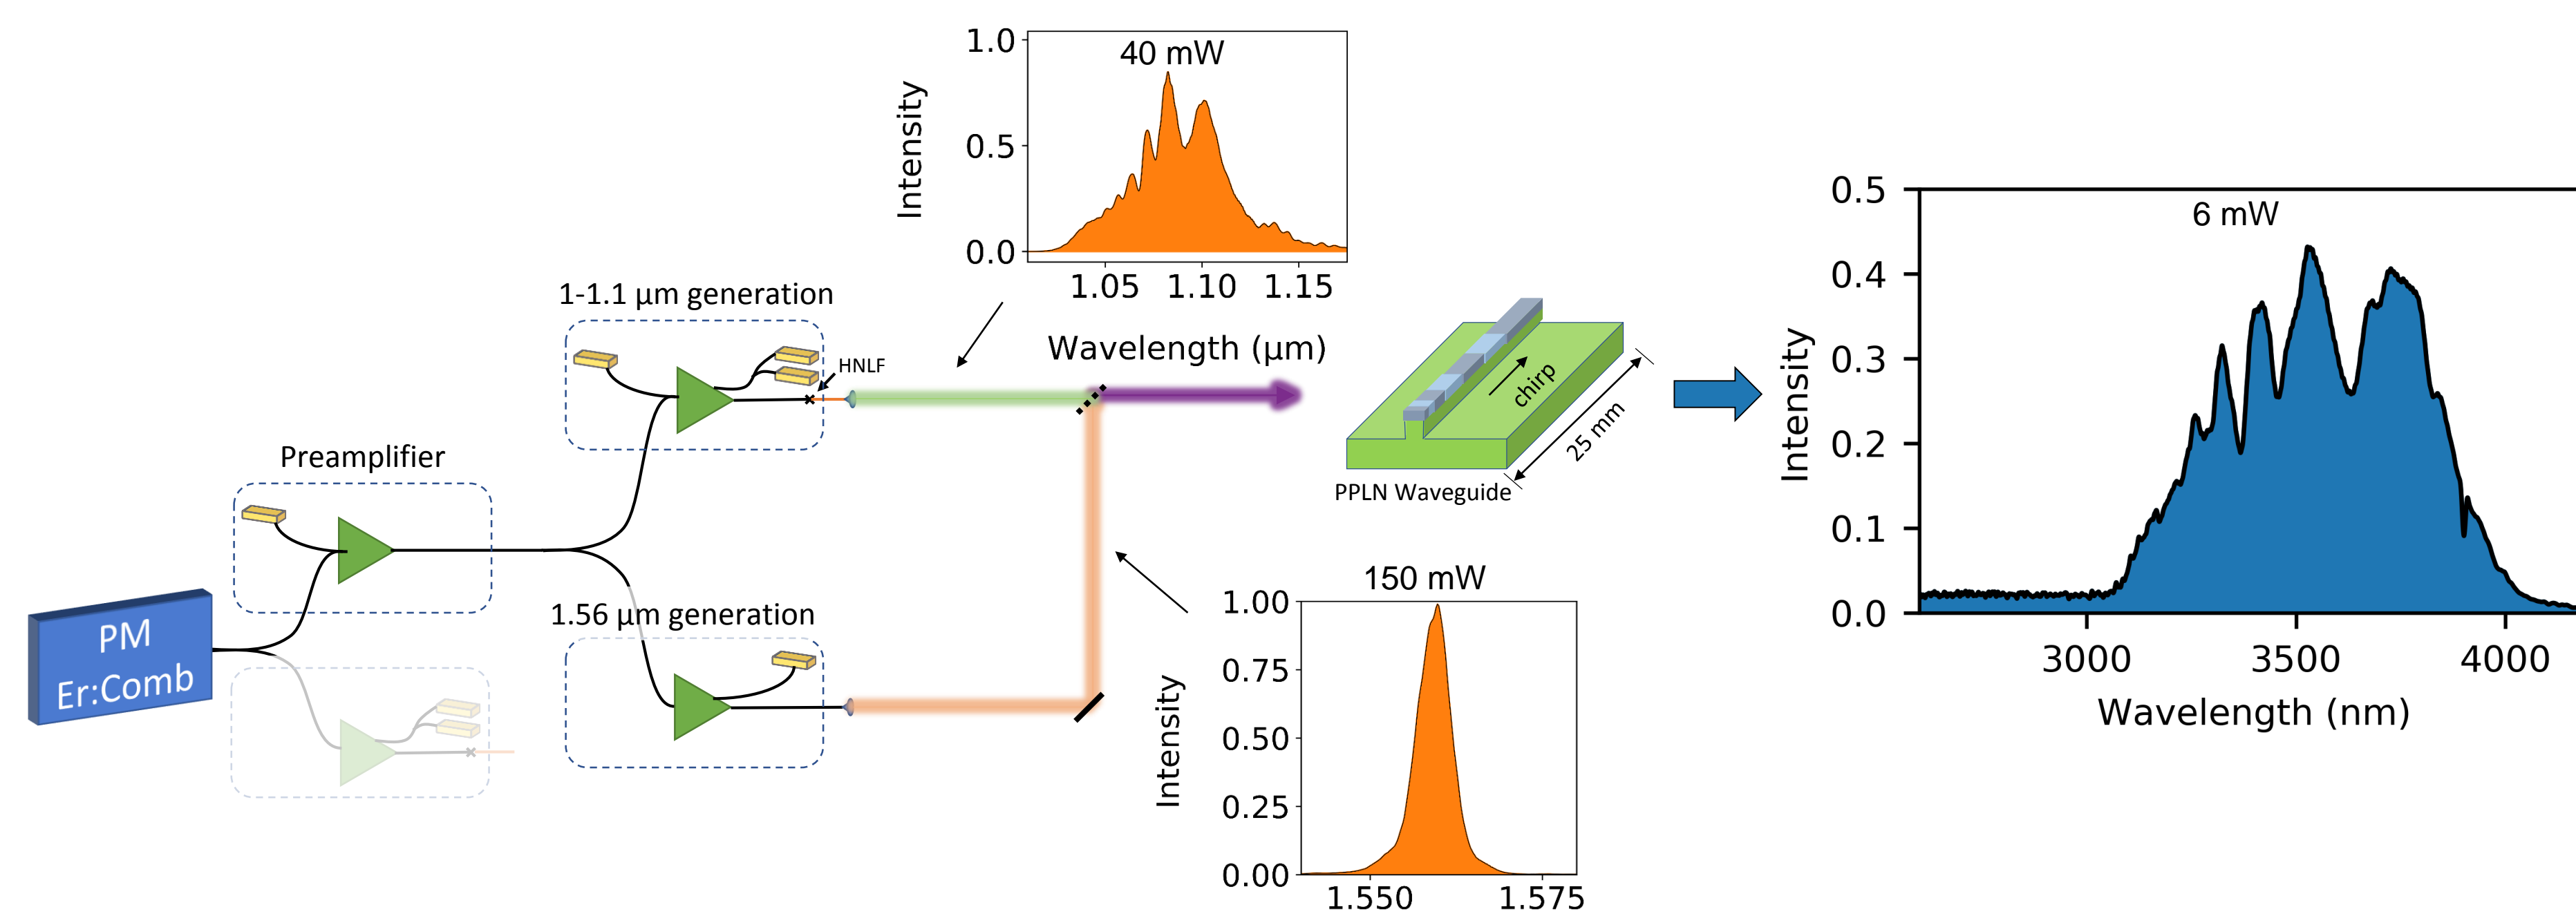 PM
Er:Comb
Preamplifier
1-1.1 µm generation
HNLF
1.56 µm generation
Intensity
1.0
0.5
0.0
40 mW
1.05 1.10 1.15
Wavelength (µm)
chirp
25 mm
PPLN Waveguide
150 mW
Intensity
1.00
0.75
0.50
0.25
0.00
1.550 1.575
Intensity
0.5
0.4
0.3
0.2
0.1
0.0
6 mW
3000 3500 4000
Wavelength (nm)